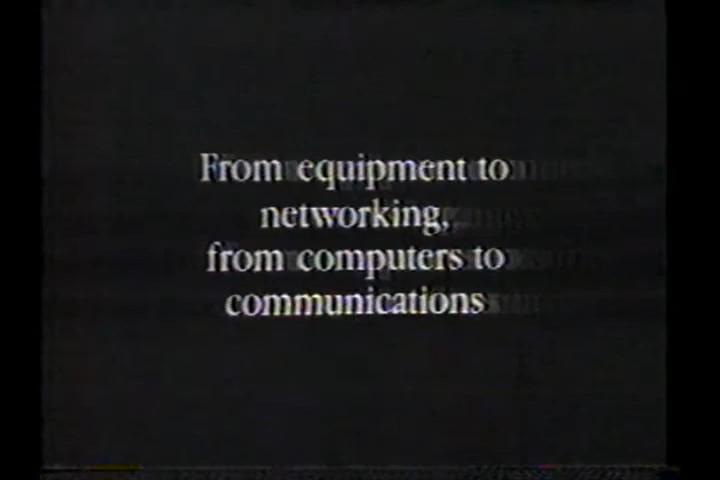 From equipment to
networking,
from computers to
communications